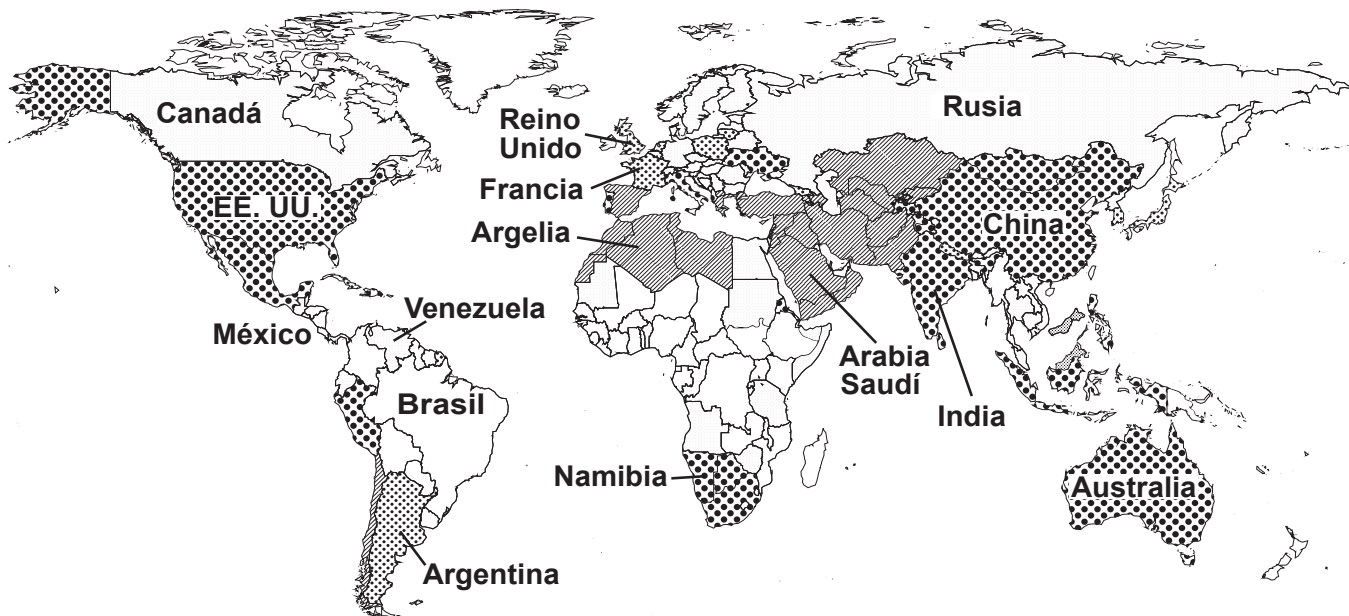 Canadá
Rusia
Reino
Unido
Francia
EE. UU.
China
Argelia
Venezuela
México
Arabia
Saudí
Brasil
India
Namibia
Australia
Argentina